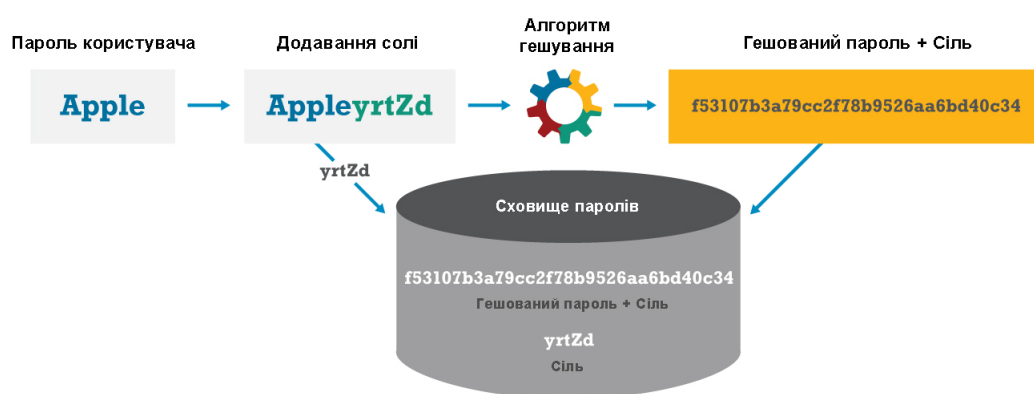 Пароль користувача
Додавання солі
Алгоритм
гешування
Гешований пароль + Сіль
Apple
AppleyrtZd
f53107b3a79cc2f78b9526aa6bd40c34
yrtZd
Сховище паролів
f53107b3a79cc2f78b9526aa6bd40c34
Гешований пароль + Сіль
yrtZd
Сіль